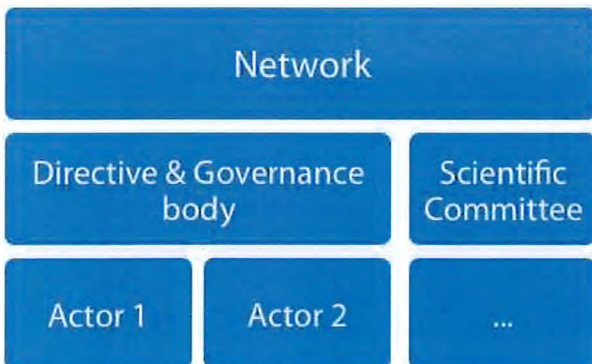 Network
Directive & Governance
body
Scientific
Committee
Actor 1
Actor 2
...